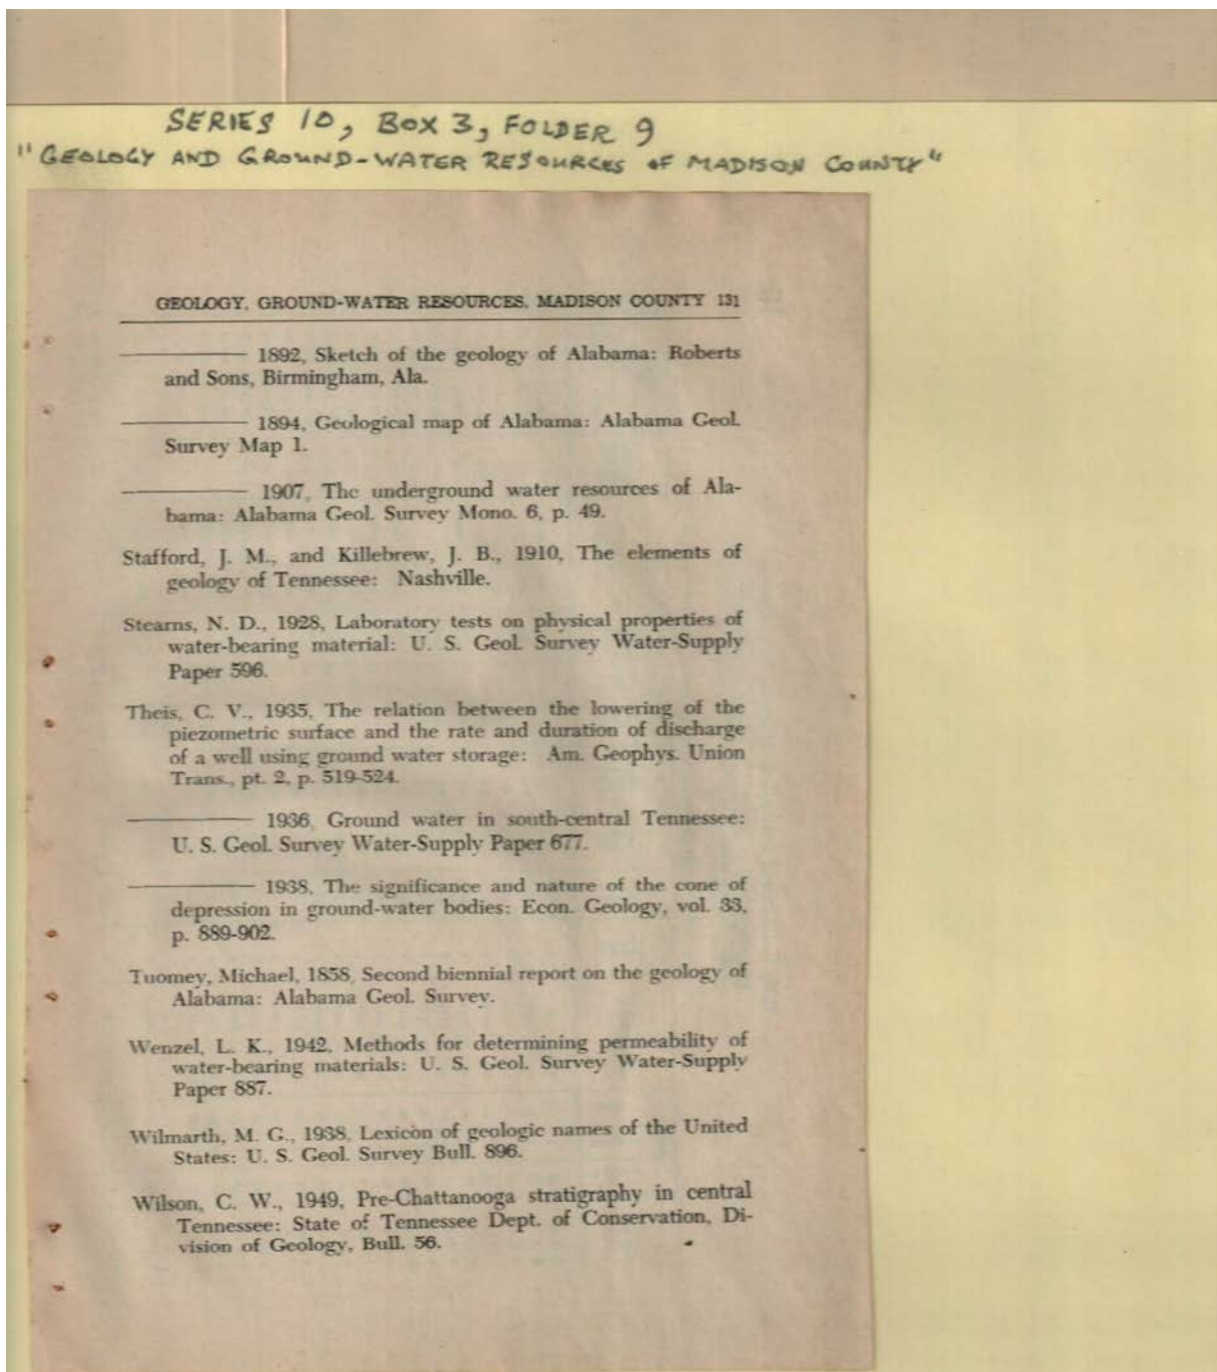 SERIES 10, BOX 3, FOLDER 9
"GEOLOGY AND GROUND-WATER RESOURCES OF MADISON COUNTY"
GEOLOGY, GROUND-WATER RESOURCES, MADISON COUNTY 131
——— 1892, Sketch of the geology of Alabama: Roberts
and Sons, Birmingham, Ala.
——— 1894, Geological map of Alabama: Alabama Geol.
Survey Map 1.
——— 1907, The underground water resources of Ala-
bama: Alabama Geol. Survey Mono. 6, p. 49.
Stafford, J. M., and Killebrew, J. B., 1910, The elements of
geology of Tennessee: Nashville.
Stearns, N. D., 1928, Laboratory tests on physical properties of
water-bearing material: U. S. Geol. Survey Water-Supply
Paper 596.
Theis, C. V., 1935, The relation between the lowering of the
piezometric surface and the rate and duration of discharge
of a well using ground water storage: Am. Geophys. Union
Trans., pt. 2, p. 519-524.
——— 1936, Ground water in south-central Tennessee:
U. S. Geol. Survey Water-Supply Paper 677.
——— 1938, The significance and nature of the cone of
depression in ground-water bodies: Econ. Geology, vol. 33,
p. 889-902.
Tuomey, Michael, 1858, Second biennial report on the geology of
Alabama: Alabama Geol. Survey.
Wenzel, L. K., 1942, Methods for determining permeability of
water-bearing materials: U. S. Geol. Survey Water-Supply
Paper 887.
Wilmarth, M. G., 1938, Lexicon of geologic names of the United
States: U. S. Geol. Survey Bull. 896.
Wilson, C. W., 1949, Pre-Chattanooga stratigraphy in central
Tennessee: State of Tennessee Dept. of Conservation, Di-
vision of Geology, Bull. 56.